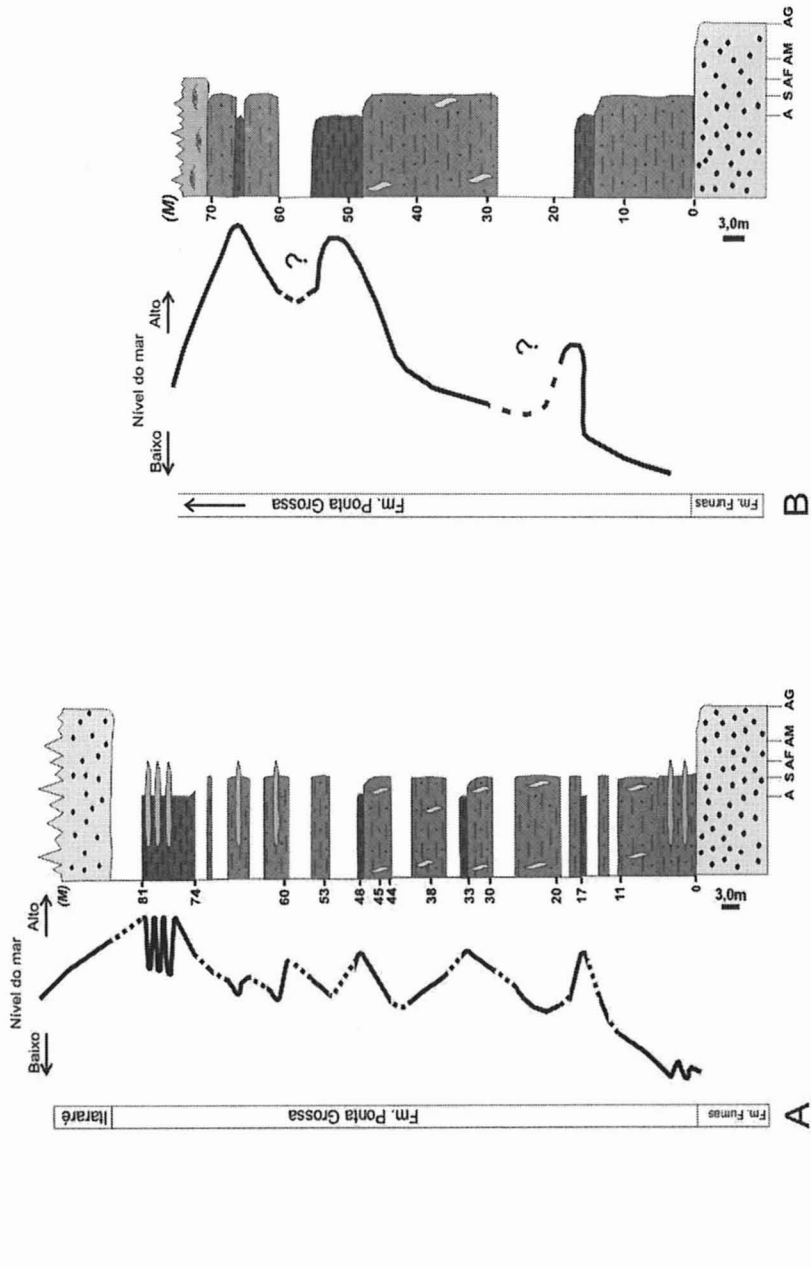 Nível do mar
Baixo Alto
(M)
70
60
50
40
30
20
10
0
3,0m
?
?
A S AF AM AG
Fm. Ponta Grossa
Fm. Furnas
B
Nível do mar
Baixo Alto
(M)
81
74
60
53
48
45
44
38
33
30
20
17
11
0
3,0m
A S AF AM AG
Itararé
Fm. Ponta Grossa
Fm. Furnas
A